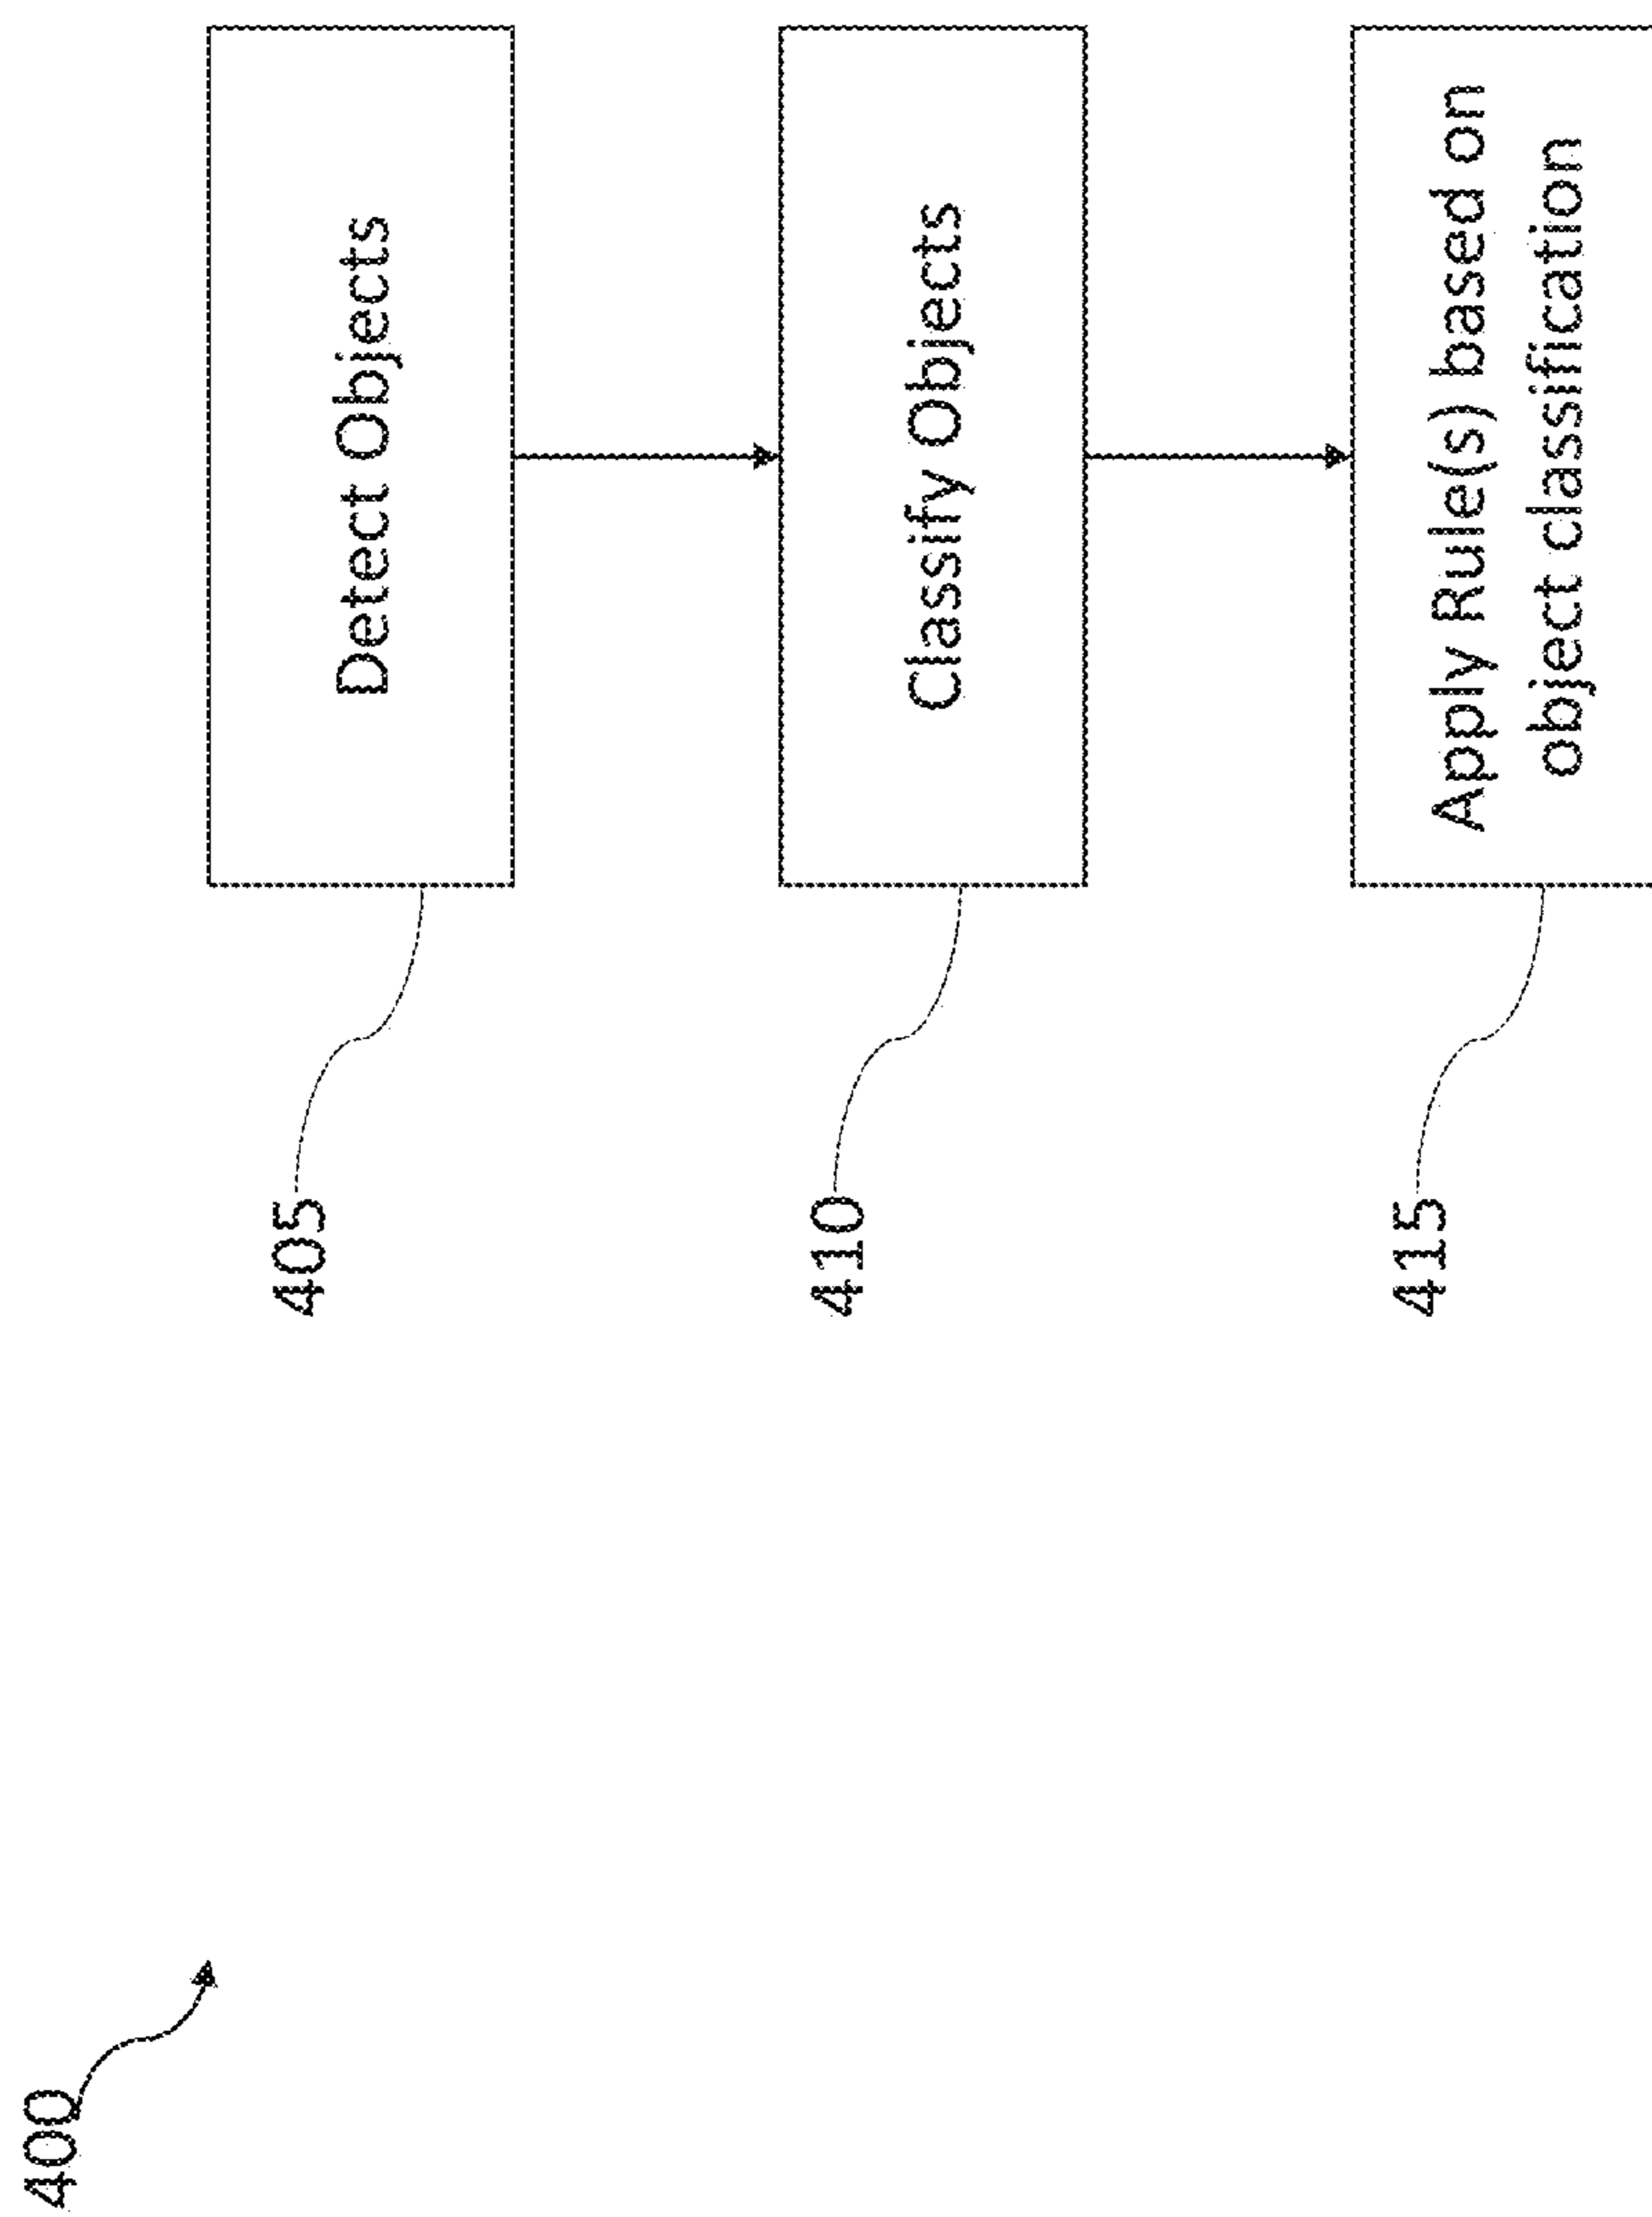 400
405
Detect Objects
410
Classify Objects
415
Apply Rule(s) based on
object classification